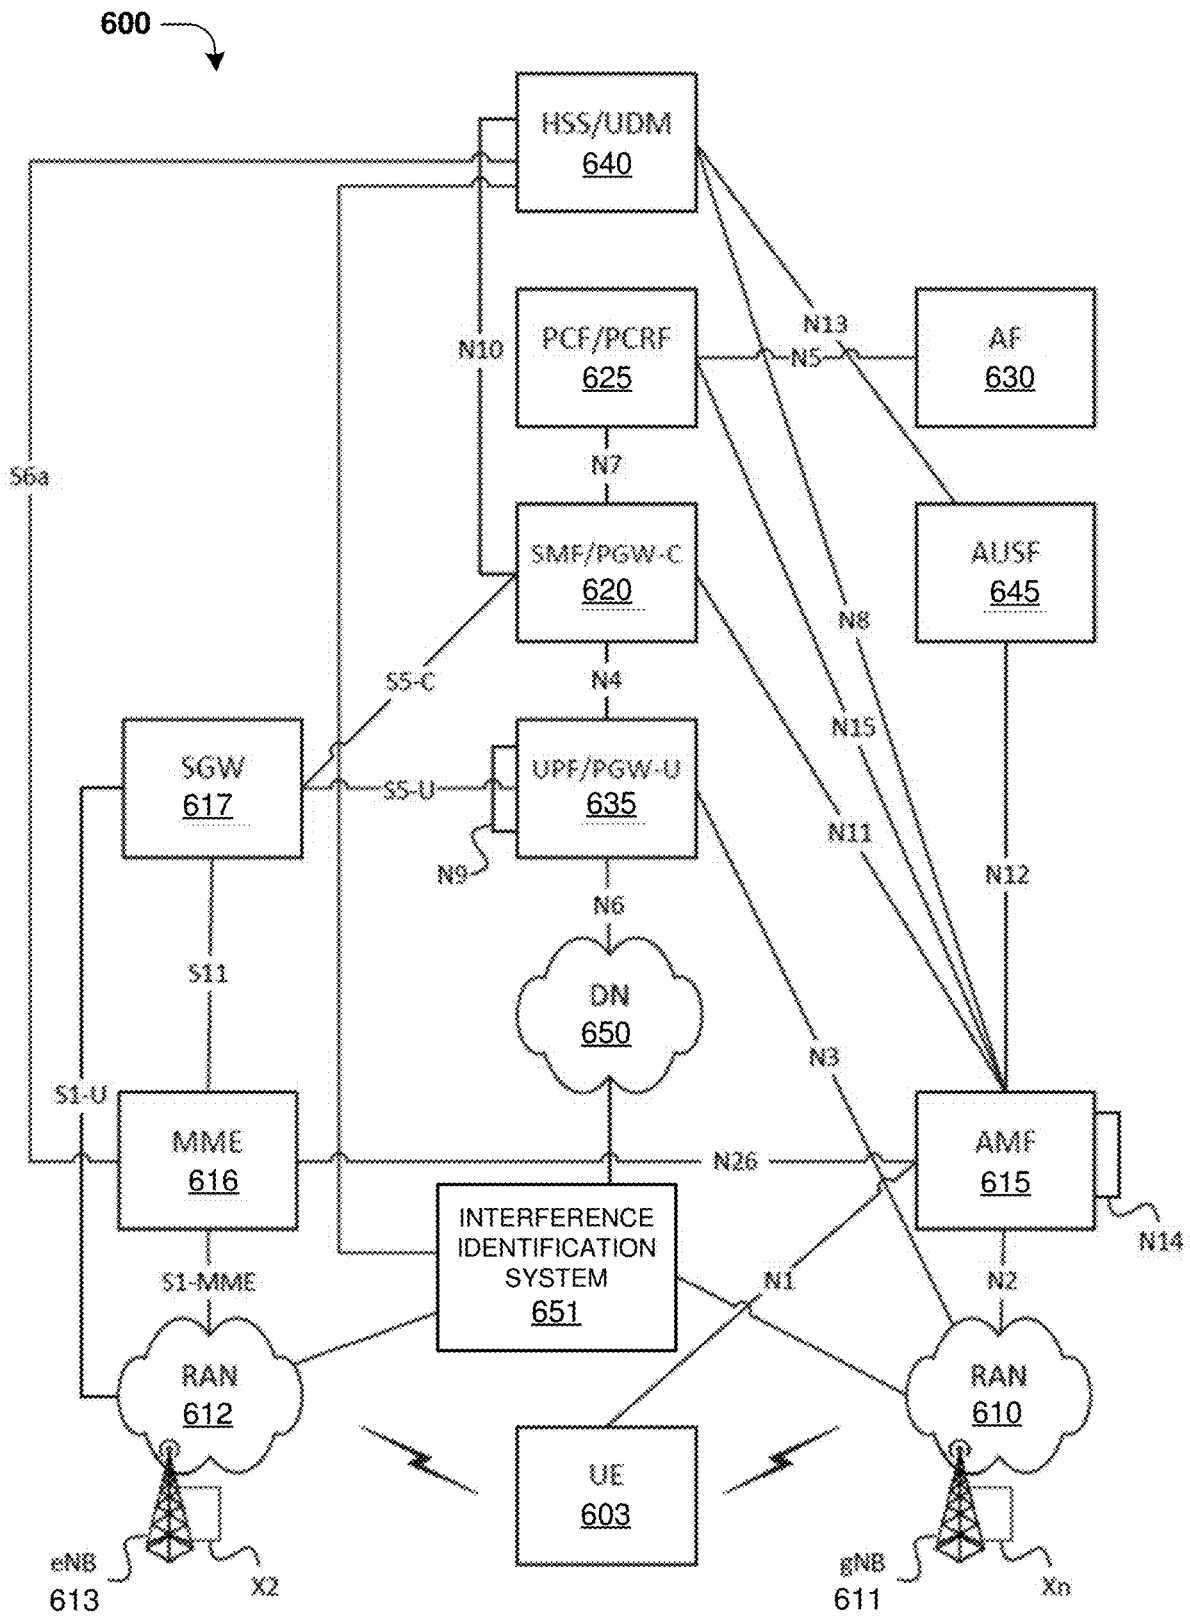 600
HSS/UDM
640
N13
PCF/PCRF
625
N5
AF
630
N10
N7
S6a
SMF/PGW-C
620
AUSF
645
N8
S5-C
N4
N15
SGW
617
S5-U
UPF/PGW-U
635
N11
N9
N6
N12
S11
DN
650
N3
S1-U
MME
616
N26
AMF
615
N14
INTERFERENCE
IDENTIFICATION
SYSTEM
651
S1-MME
N1
N2
RAN
612
RAN
610
UE
603
eNB
613
X2
gNB
611
Xn